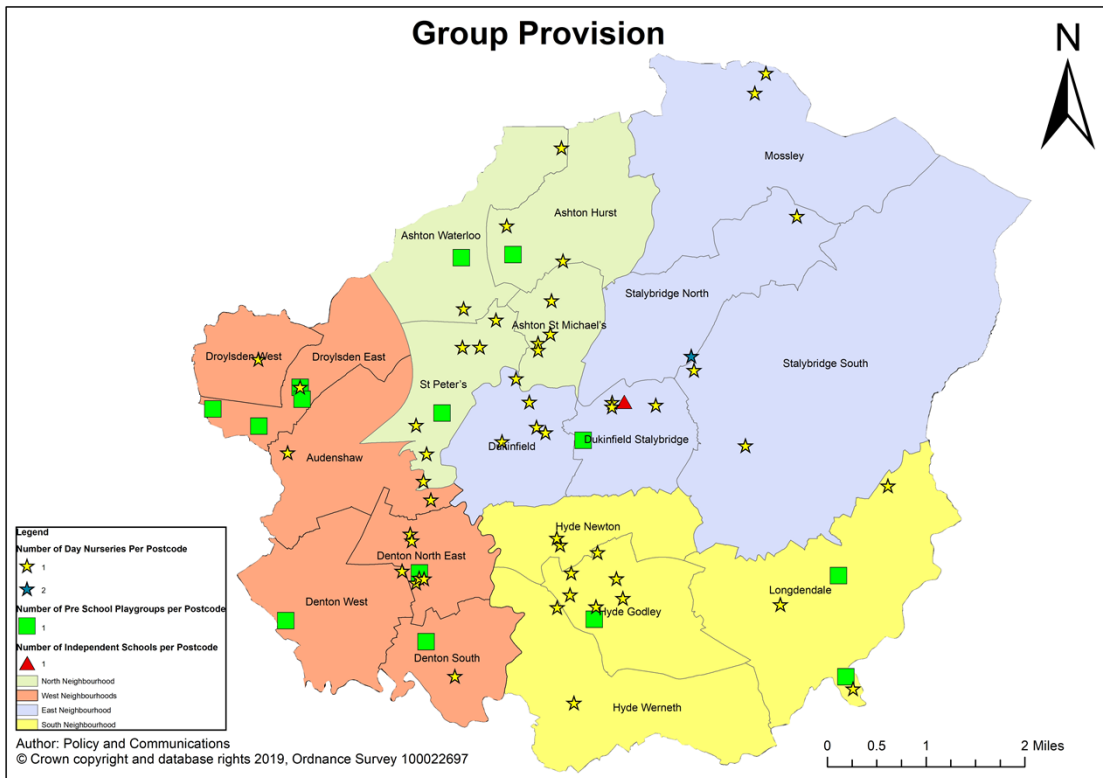 Group Provision
N
Mossley
Ashton Hurst
Ashton Waterloo
Stalybridge North
Ashton St Michael's
Droylsden West
Droylsden East
Stalybridge South
St Peter's
Dukinfield
Dukinfield Stalybridge
Audenshaw
Hyde Newton
Denton North East
Longdendale
Denton West
Hyde Godley
Denton South
Hyde Werneth
Legend
Number of Day Nurseries Per Postcode
1
2
Number of Pre School Playgroups per Postcode
1
Number of Independent Schools per Postcode
1
North Neighbourhood
West Neighbourhoods
East Neighbourhood
South Neighbourhood
Author: Policy and Communications
© Crown copyright and database rights 2019, Ordnance Survey 100022697
0 0.5 1 2 Miles